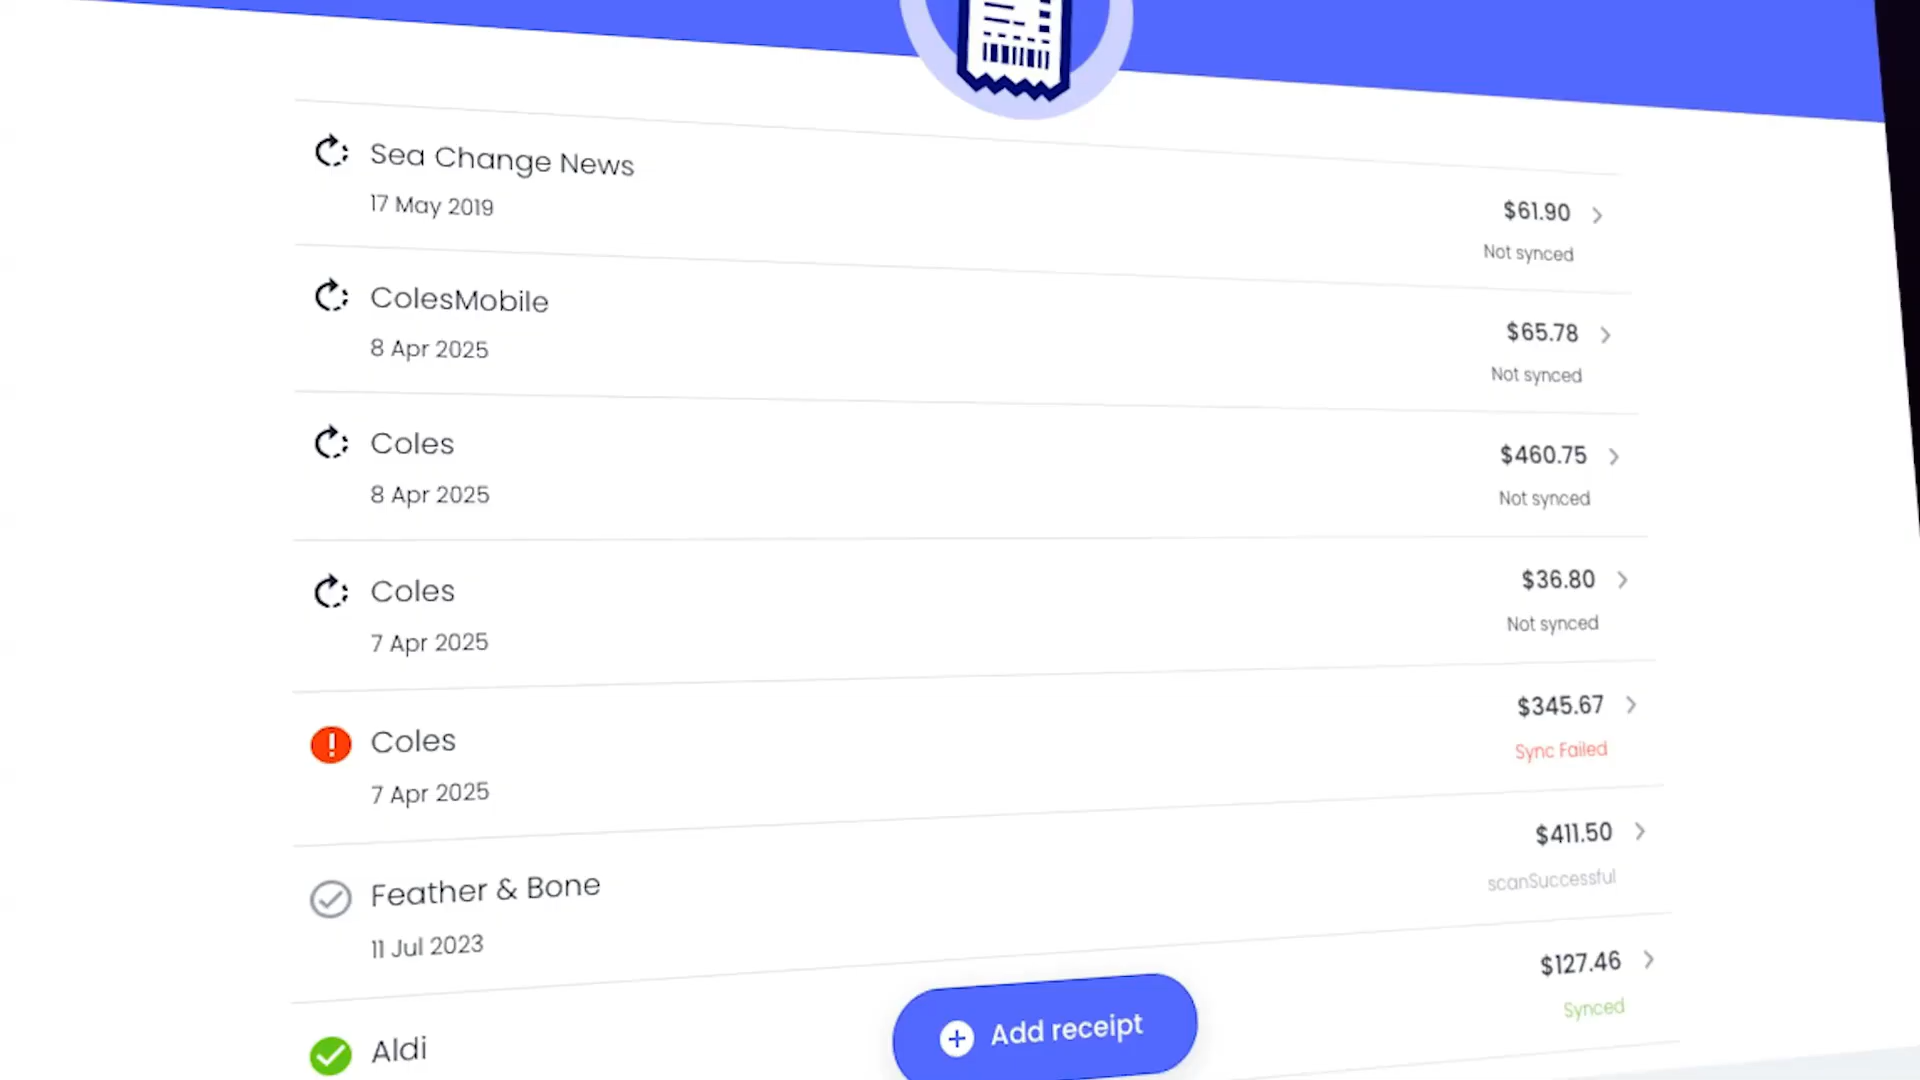 Sea Change News
17 May 2019
$61.90
Not synced
ColesMobile
8 Apr 2025
$65.78
Not synced
Coles
8 Apr 2025
$460.75
Not synced
Coles
7 Apr 2025
$36.80
Not synced
Coles
7 Apr 2025
$345.67
Sync Failed
Feather & Bone
11 Jul 2023
$411.50
scanSuccessful
Aldi
$127.46
Synced
Add receipt